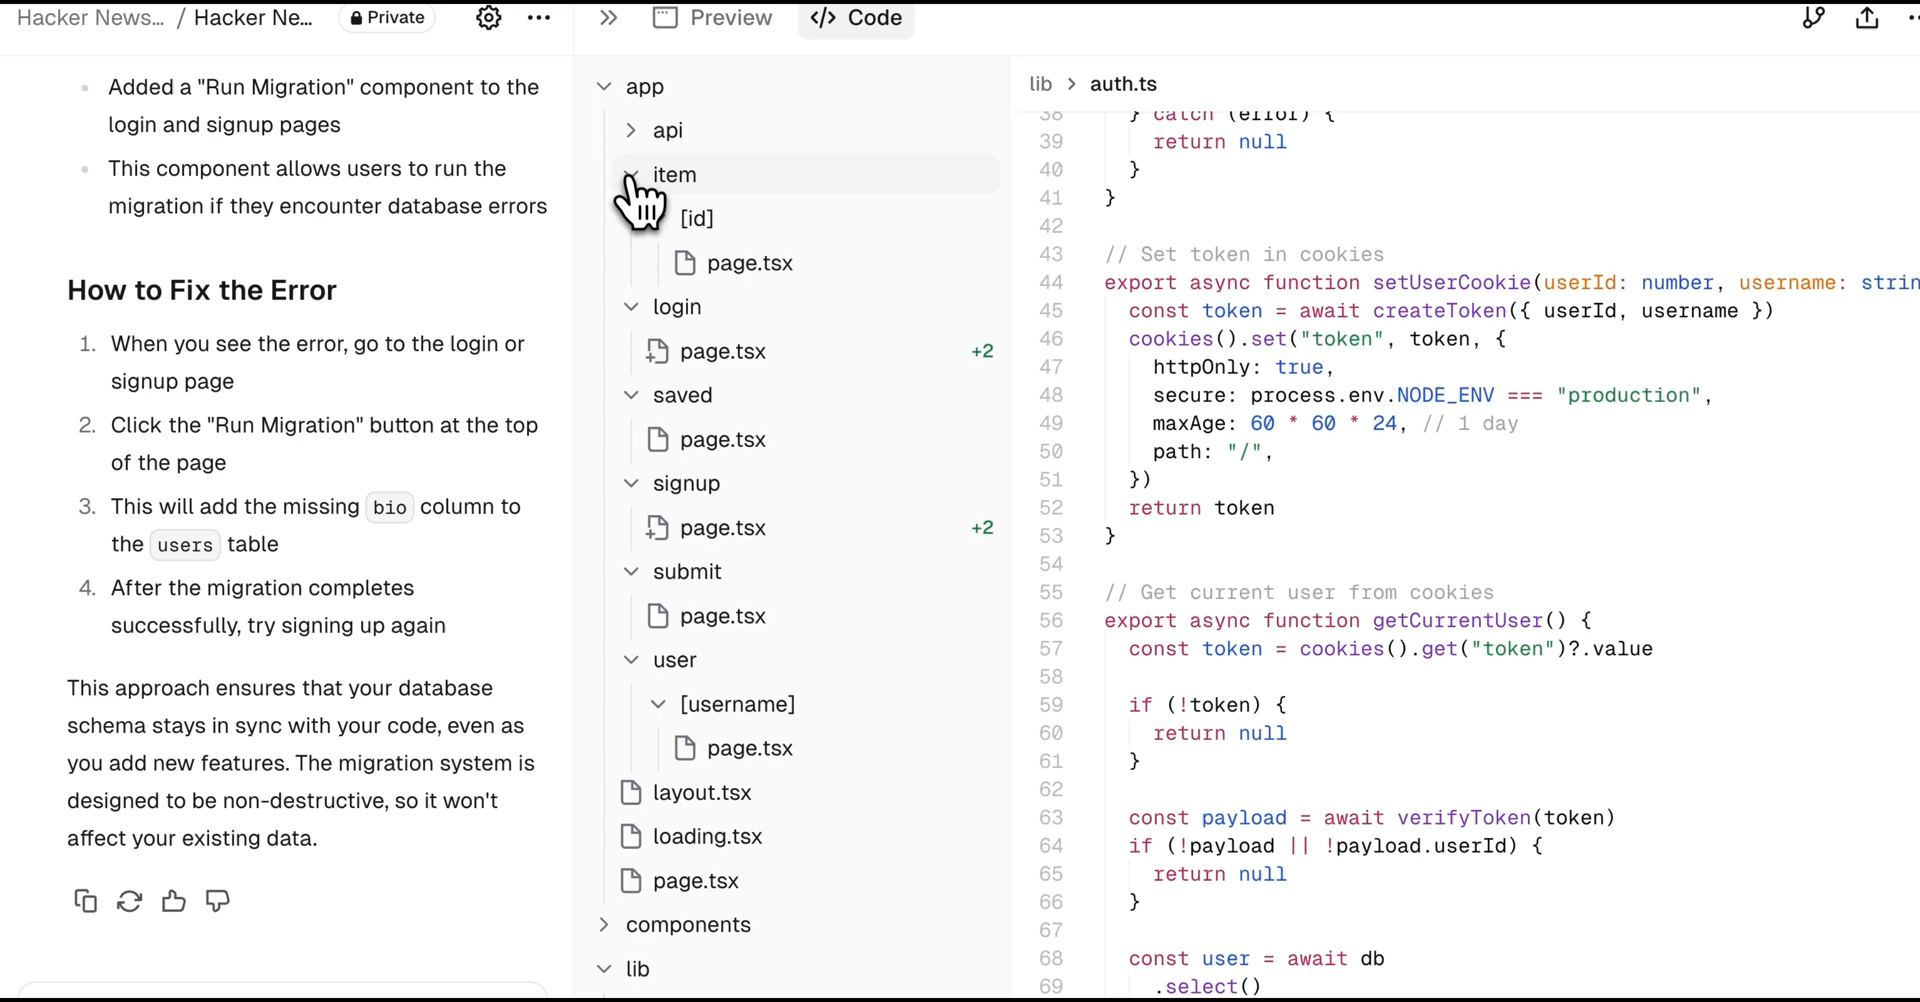 Hacker News... / Hacker Ne... Private
Preview
Code
Added a "Run Migration" component to the
login and signup pages
This component allows users to run the
migration if they encounter database errors
How to Fix the Error
1. When you see the error, go to the login or
signup page
2. Click the "Run Migration" button at the top
of the page
3. This will add the missing bio column to
the users table
4. After the migration completes
successfully, try signing up again
This approach ensures that your database
schema stays in sync with your code, even as
you add new features. The migration system is
designed to be non-destructive, so it won't
affect your existing data.
app
api
item
[id]
page.tsx
login
page.tsx +2
saved
page.tsx
signup
page.tsx +2
submit
page.tsx
user
[username]
page.tsx
layout.tsx
loading.tsx
page.tsx
components
lib
lib > auth.ts
38 } catch (error) {
39 return null
40 }
41 }
42
43 // Set token in cookies
44 export async function setUserCookie(userId: number, username: strin
45 const token = await createToken({ userId, username })
46 cookies().set("token", token, {
47 httpOnly: true,
48 secure: process.env.NODE_ENV === "production",
49 maxAge: 60 * 60 * 24, // 1 day
50 path: "/",
51 })
52 return token
53 }
54
55 // Get current user from cookies
56 export async function getCurrentUser() {
57 const token = cookies().get("token")?.value
58
59 if (!token) {
60 return null
61 }
62
63 const payload = await verifyToken(token)
64 if (!payload || !payload.userId) {
65 return null
66 }
67
68 const user = await db
69 .select()